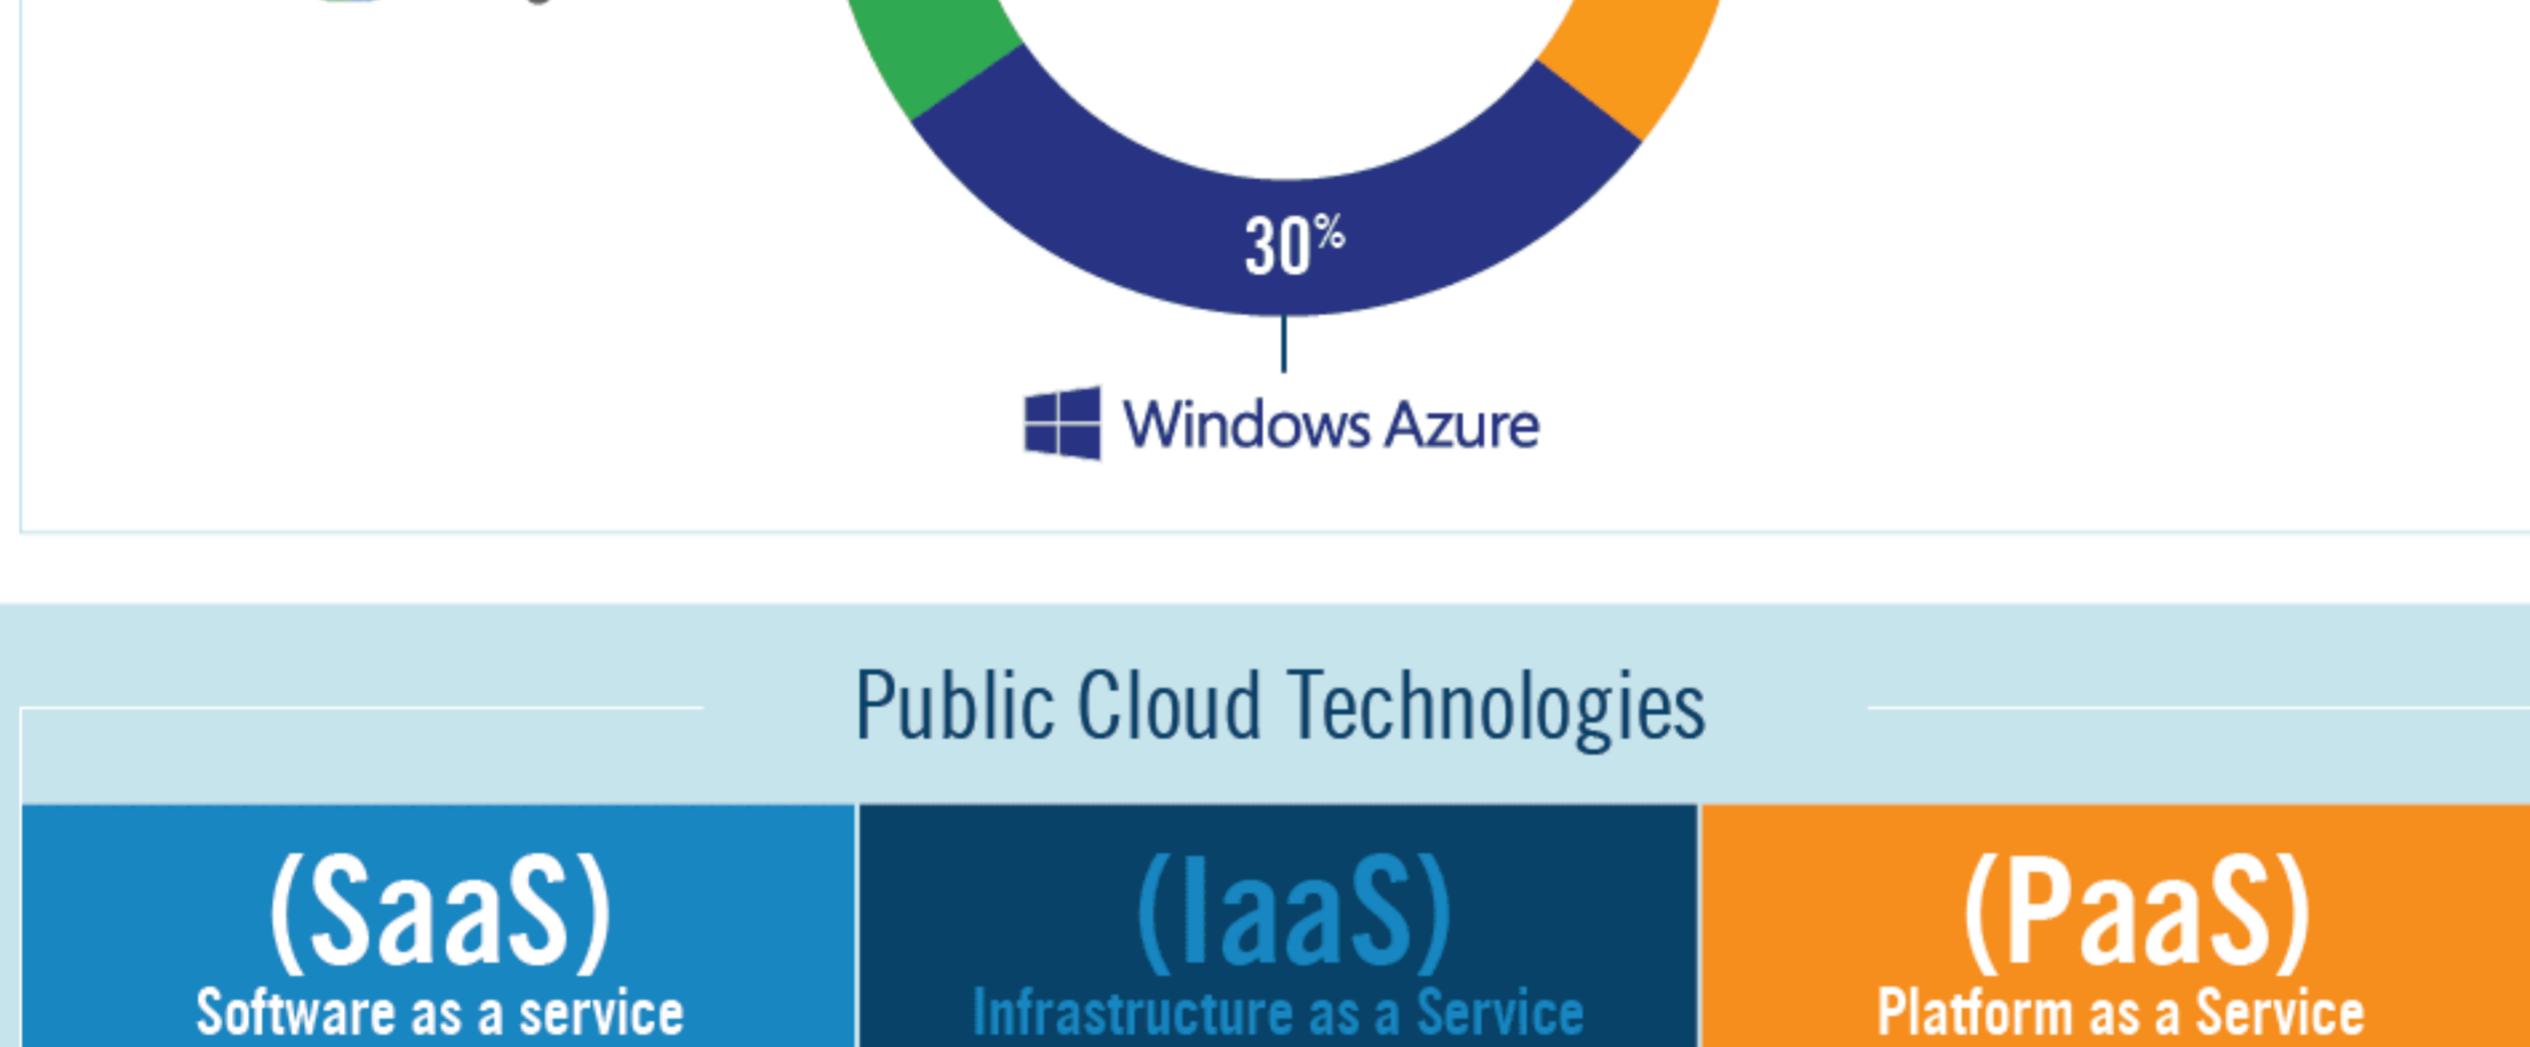 30%
Windows Azure
Public Cloud Technologies
(SaaS)
Software as a service
(IaaS)
Infrastructure as a Service
(PaaS)
Platform as a Service